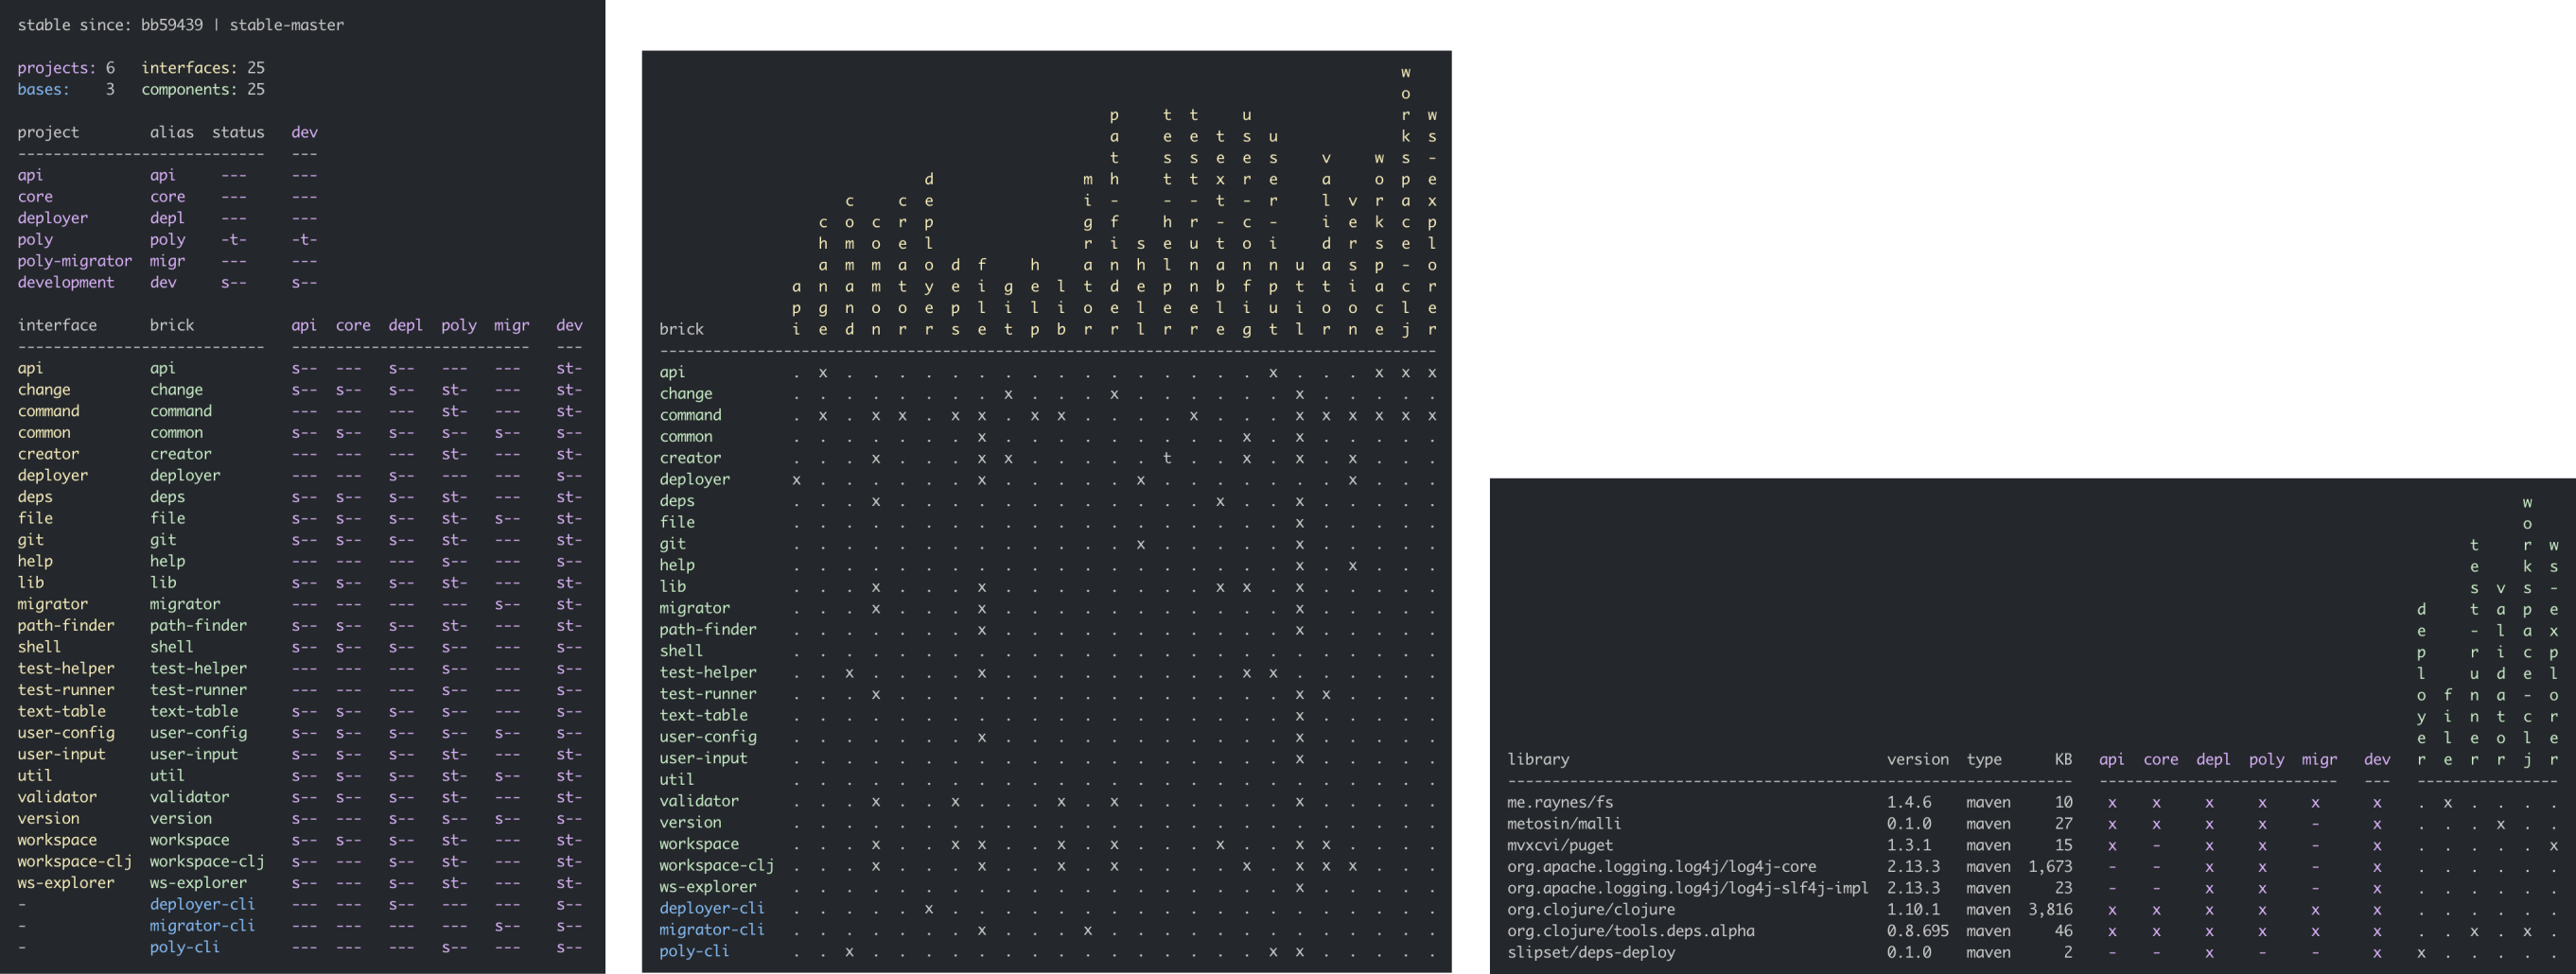 stable since: bb59439 | stable-master
projects: 6 interfaces: 25
bases: 3 components: 25
project alias status dev
--------------------------- ---
api api --- ---
core core --- ---
deployer depl --- ---
poly poly -t- -t-
poly-migrator migr --- ---
development dev s-- s--
interface brick api core depl poly migr dev
--------------------------- --------------------------- ---
api api s-- --- s-- --- --- st-
change change s-- s-- s-- st- --- st-
command command --- --- --- st- --- st-
common common s-- s-- s-- s-- s-- s--
creator creator --- --- --- st- --- st-
deployer deployer --- --- s-- --- --- s--
deps deps s-- s-- s-- st- --- st-
file file s-- s-- s-- st- s-- st-
git git s-- s-- s-- st- --- st-
help help --- --- --- s-- --- s--
lib lib s-- s-- s-- st- --- st-
migrator migrator --- --- --- --- s-- st-
path-finder path-finder s-- s-- s-- st- --- st-
shell shell s-- s-- s-- s-- --- s--
test-helper test-helper --- --- --- s-- --- s--
test-runner test-runner --- --- --- s-- --- s--
text-table text-table s-- s-- s-- s-- --- s--
user-config user-config s-- s-- s-- s-- s-- s--
user-input user-input s-- s-- s-- st- --- st-
util util s-- s-- s-- st- s-- st-
validator validator s-- s-- s-- st- --- st-
version version s-- s-- s-- s-- --- s--
workspace workspace s-- s-- s-- st- --- st-
workspace-clj workspace-clj s-- --- s-- st- --- st-
ws-explorer ws-explorer s-- --- s-- st- --- st-
- deployer-cli --- --- s-- --- --- s--
- migrator-cli --- --- --- --- s-- s--
- poly-cli --- --- --- s-- --- s--
brick api change command common creator deployer deps file git help lib migrator path-finder shell test-helper test-runner text-table user-config user-input util validator version workspace workspace-clj ws-explorer
----------------------------------------------------------------------------------------
api . x . . . . . . . . . . . . . . . . x . . . x x x
change . . . . . . . . x . . . x . . . . . . x . . . . .
command . x . x x . x x . x x . . . . x . . . x x x x x x
common . . . . . . . x . . . . . . . . . x . x . . . . .
creator . . . x . . . x x . . . . . t . . x . x . x . . .
deployer x . . . . . . x . . . . . x . . . . . . . x . . .
deps . . . x . . . . . . . . . . . . x . . x . . . . .
file . . . . . . . . . . . . . . . . . . . x . . . . .
git . . . . . . . . . . . . . x . . . . . x . . . . .
help . . . . . . . . . . . . . . . . . . . x . x . . .
lib . . . x . . . x . . . . . . . . x x . x . . . . .
migrator . . . x . . . x . . . . . . . . . . . x . . . . .
path-finder . . . . . . . x . . . . . . . . . . . x . . . . .
shell . . . . . . . . . . . . . . . . . . . . . . . . .
test-helper . . x . . . . x . . . . . . . . . x x . . . . . .
test-runner . . . x . . . . . . . . . . . . . . . x x . . . .
text-table . . . . . . . . . . . . . . . . . . . x . . . . .
user-config . . . . . . . x . . . . . . . . . . . x . . . . .
user-input . . . . . . . . . . . . . . . . . . . x . . . . .
util . . . . . . . . . . . . . . . . . . . . . . . . .
validator . . . x . . x . . . x . x . . . . . . x . . . . .
version . . . . . . . . . . . . . . . . . . . . . . . . .
workspace . . . x . . x x . . x . x . . . x . . x x . . . .
workspace-clj . . . x . . . x . . x . x . . . . x . x x x . . .
ws-explorer . . . . . . . . . . . . . . . . . . . x . . . . .
deployer-cli . . . . . x . . . . . . . . . . . . . . . . . . .
migrator-cli . . . . . . . x . . . x . . . . . . . . . . . . .
poly-cli . . x . . . . . . . . . . . . . . . x x . . . . .
library version type KB api core depl poly migr dev deployer file test-runner validator workspace-clj ws-explorer
---------------------------------------------------------------- --------------------------- --- ----------------
me.raynes/fs 1.4.6 maven 10 x x x x x x . x . . . .
metosin/malli 0.1.0 maven 27 x x x x - x . . . x . .
mvxcvi/puget 1.3.1 maven 15 x - x x - x . . . . . x
org.apache.logging.log4j/log4j-core 2.13.3 maven 1,673 - - x x - x . . . . . .
org.apache.logging.log4j/log4j-slf4j-impl 2.13.3 maven 23 - - x x - x . . . . . .
org.clojure/clojure 1.10.1 maven 3,816 x x x x x x . . . . . .
org.clojure/tools.deps.alpha 0.8.695 maven 46 x x x x x x . . x . x .
slipset/deps-deploy 0.1.0 maven 2 - - x - - x x . . . . .